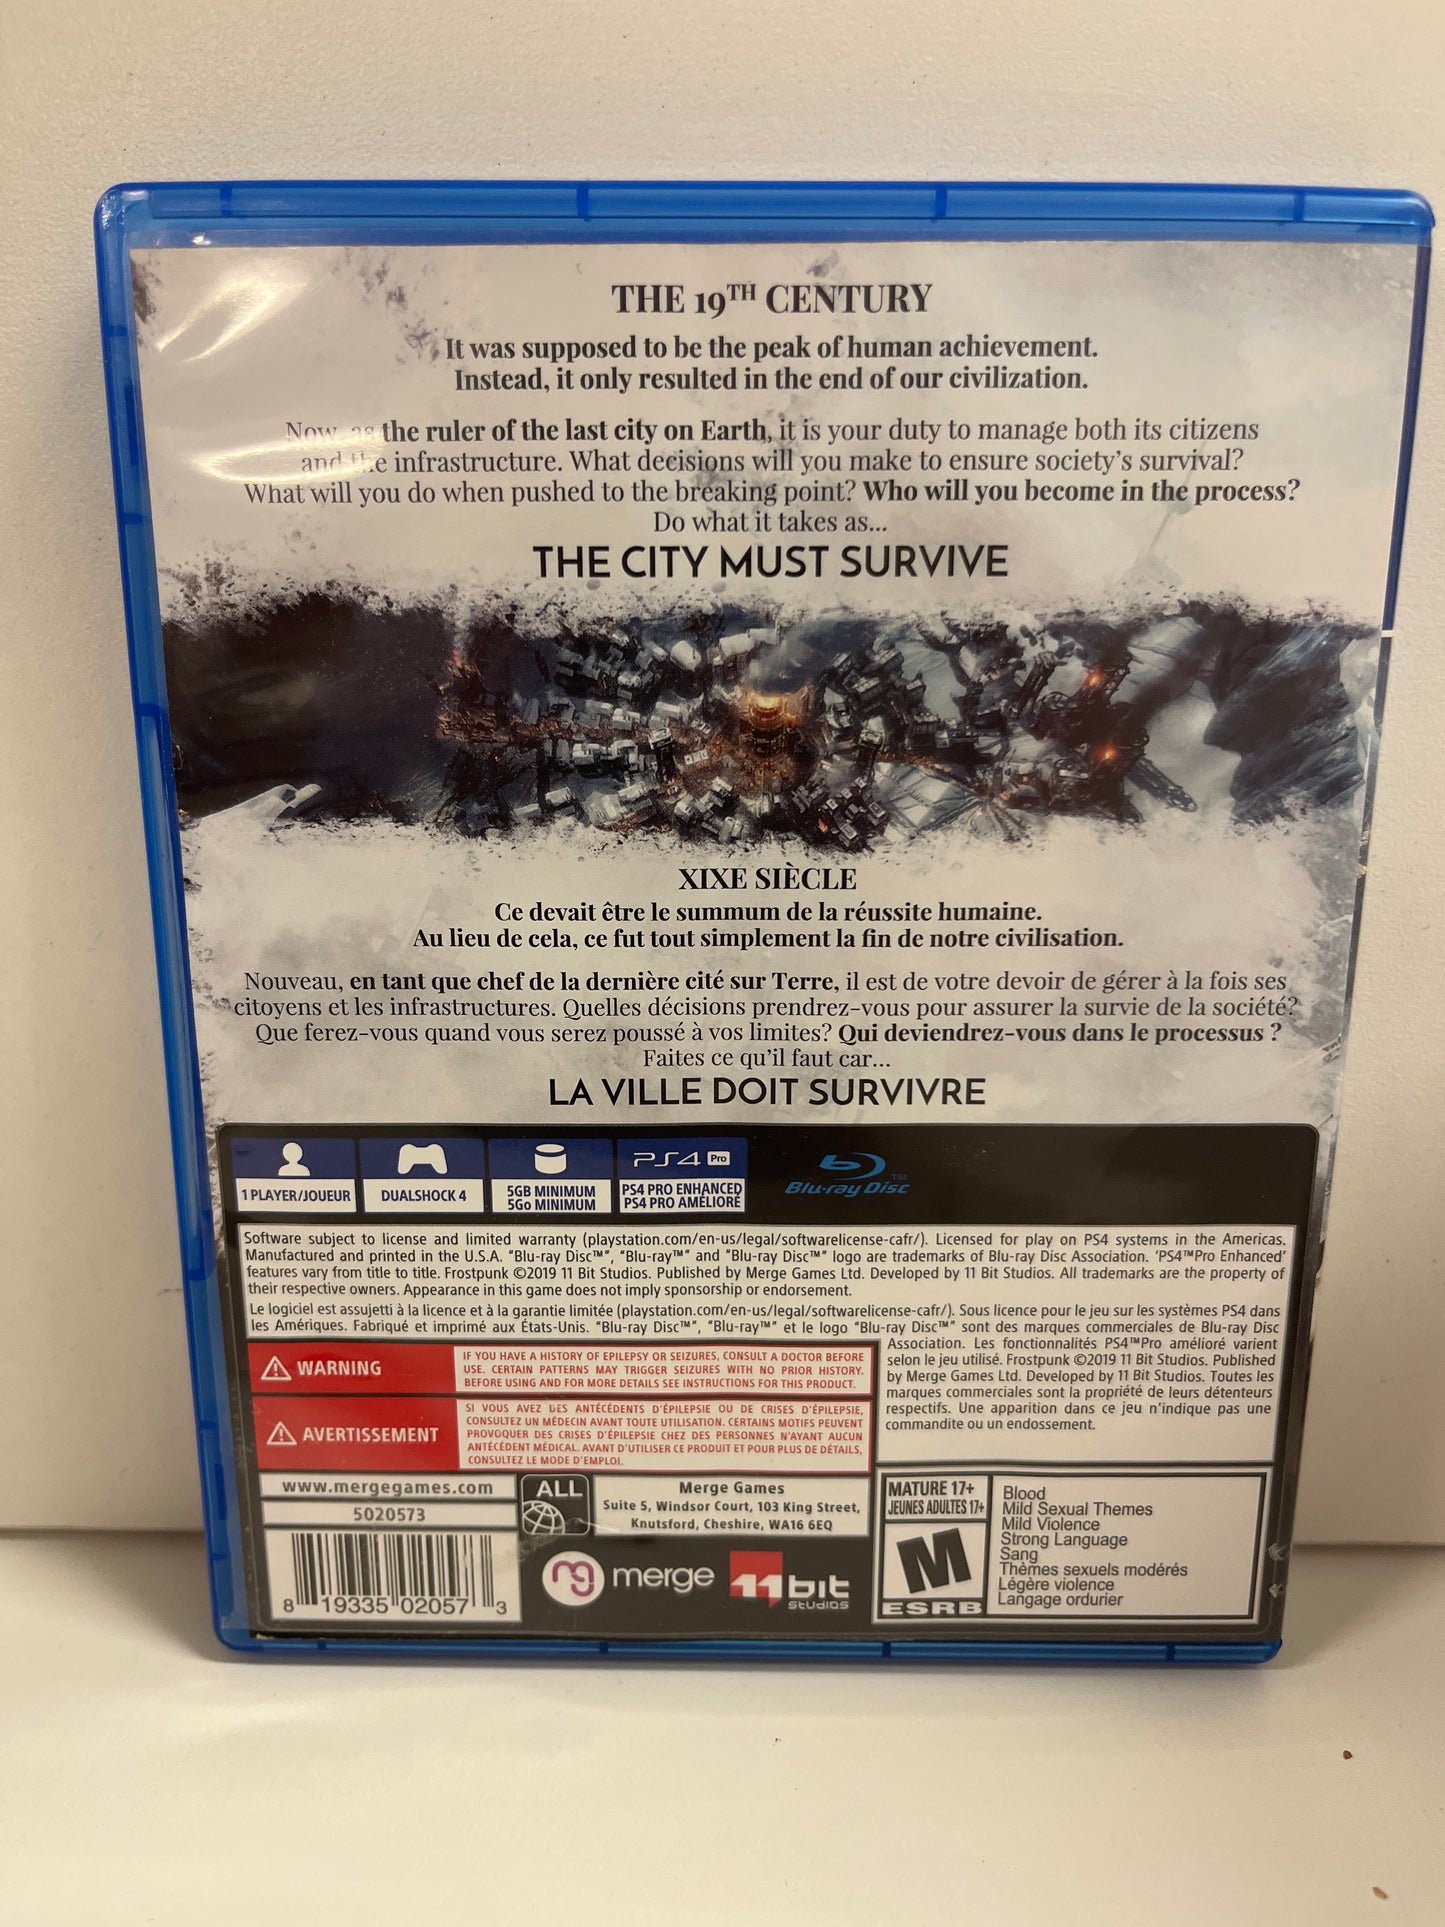 THE 19TH CENTURY
It was supposed to be the peak of human achievement.
Instead, it only resulted in the end of our civilization.
Now, as the ruler of the last city on Earth, it is your duty to manage both its citizens
and the infrastructure. What decisions will you make to ensure society's survival?
What will you do when pushed to the breaking point? Who will you become in the process?
Do what it takes as...
THE CITY MUST SURVIVE
XIXE SIÈCLE
Ce devait être le summum de la réussite humaine.
Au lieu de cela, ce fut tout simplement la fin de notre civilisation.
Nouveau, en tant que chef de la dernière cité sur Terre, il est de votre devoir de gérer à la fois ses
citoyens et les infrastructures. Quelles décisions prendrez-vous pour assurer la survie de la société?
Que ferez-vous quand vous serez poussé à vos limites? Qui deviendrez-vous dans le processus ?
Faites ce qu'il faut car...
LA VILLE DOIT SURVIVRE
1 PLAYER/JOUEUR
DUALSHOCK 4
5GB MINIMUM
5Go MINIMUM
PS4 Pro
PS4 PRO ENHANCED
PS4 PRO AMÉLIORÉ
Blu-ray Disc™
Software subject to license and limited warranty (playstation.com/en-us/legal/softwarelicense-cafr/). Licensed for play on PS4 systems in the Americas.
Manufactured and printed in the U.S.A. "Blu-ray Disc™", "Blu-ray™" and "Blu-ray Disc™" logo are trademarks of Blu-ray Disc Association. 'PS4™Pro Enhanced'
features vary from title to title. Frostpunk ©2019 11 Bit Studios. Published by Merge Games Ltd. Developed by 11 Bit Studios. All trademarks are the property of
their respective owners. Appearance in this game does not imply sponsorship or endorsement.
Le logiciel est assujetti à la licence et à la garantie limitée (playstation.com/en-us/legal/softwarelicense-cafr/). Sous licence pour le jeu sur les systèmes PS4 dans
les Amériques. Fabriqué et imprimé aux États-Unis. "Blu-ray Disc™", "Blu-ray™" et le logo "Blu-ray Disc™" sont des marques commerciales de Blu-ray Disc
Association. Les fonctionnalités PS4™Pro amélioré varient
selon le jeu utilisé. Frostpunk ©2019 11 Bit Studios. Published
by Merge Games Ltd. Developed by 11 Bit Studios. Toutes les
marques commerciales sont la propriété de leurs détenteurs
respectifs. Une apparition dans ce jeu n'indique pas une
commandite ou un endossement.
WARNING
IF YOU HAVE A HISTORY OF EPILEPSY OR SEIZURES, CONSULT A DOCTOR BEFORE
USE. CERTAIN PATTERNS MAY TRIGGER SEIZURES WITH NO PRIOR HISTORY.
BEFORE USING AND FOR MORE DETAILS SEE INSTRUCTIONS FOR THIS PRODUCT.
AVERTISSEMENT
SI VOUS AVEZ DES ANTÉCÉDENTS D'ÉPILEPSIE OU DE CRISES D'ÉPILEPSIE,
CONSULTEZ UN MÉDECIN AVANT TOUTE UTILISATION. CERTAINS MOTIFS PEUVENT
PROVOQUER DES CRISES D'ÉPILEPSIE CHEZ DES PERSONNES N'AYANT AUCUN
ANTÉCÉDENT MÉDICAL. AVANT D'UTILISER CE PRODUIT ET POUR PLUS DE DÉTAILS,
CONSULTEZ LE MODE D'EMPLOI.
www.mergegames.com
5020573
8 19335 02057 3
ALL
Merge Games
Suite 5, Windsor Court, 103 King Street,
Knutsford, Cheshire, WA16 6EQ
mg merge
11 bit
studios
MATURE 17+
JEUNES ADULTES 17+
M
ESRB
Blood
Mild Sexual Themes
Mild Violence
Strong Language
Sang
Thèmes sexuels modérés
Légère violence
Langage ordurier